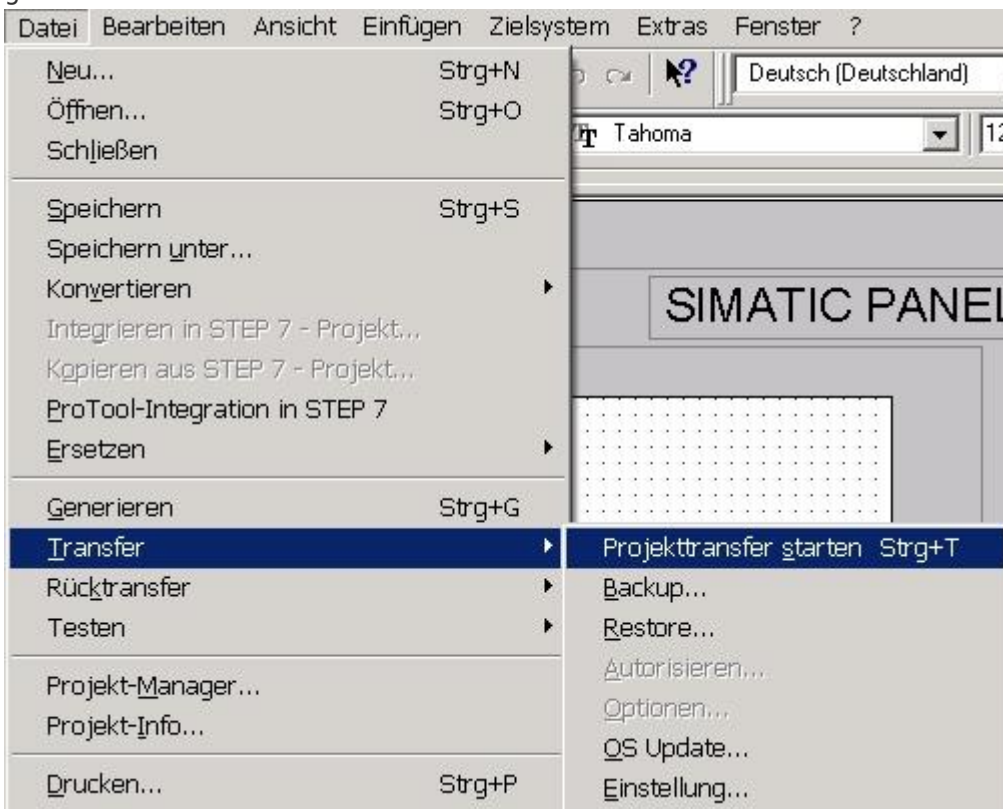 Datei Bearbeiten Ansicht Einfügen Zielsystem Extras Fenster ?
Neu... Strg+N
Deutsch (Deutschland)
Öffnen... Strg+O
Tahoma 12
Schließen
Speichern Strg+S
Speichern unter...
Konvertieren
SIMATIC PANEL
Integrieren in STEP 7 - Projekt...
Kopieren aus STEP 7 - Projekt...
ProTool-Integration in STEP 7
Ersetzen
Generieren Strg+G
Transfer
Rücktransfer
Testen
Projekt-Manager...
Projekt-Info...
Drucken... Strg+P
Projekttransfer starten Strg+T
Backup...
Restore...
Autorisieren...
Optionen...
OS Update...
Einstellung...